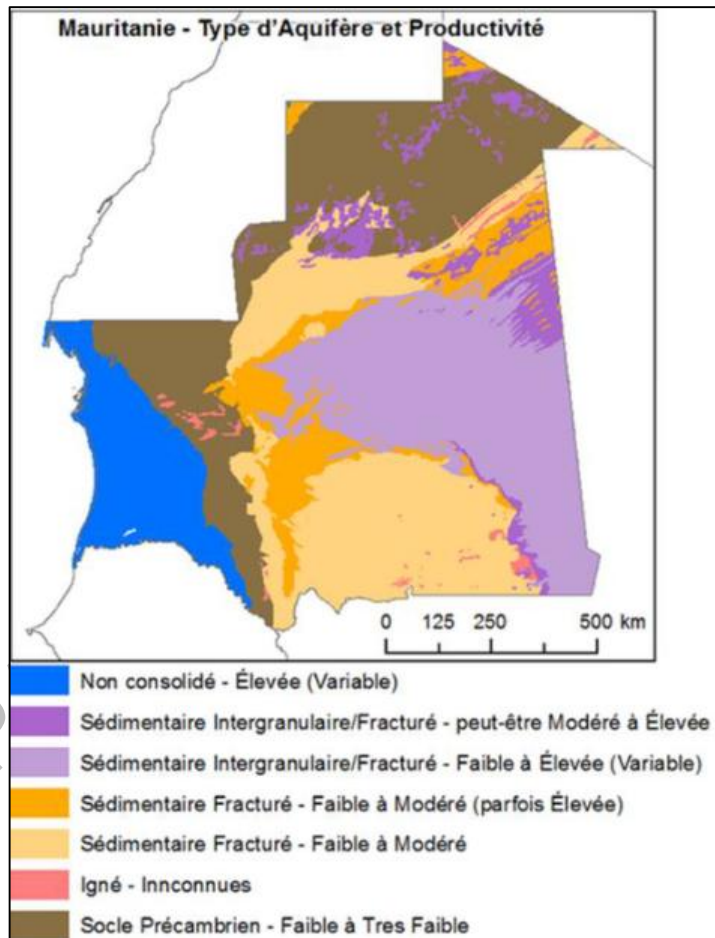 Mauritanie - Type d'Aquifère et Productivité
0 125 250 500 km
Non consolidé - Élevée (Variable)
Sédimentaire Intergranulaire/Fracturé - peut-être Modéré à Élevée
Sédimentaire Intergranulaire/Fracturé - Faible à Élevée (Variable)
Sédimentaire Fracturé - Faible à Modéré (parfois Élevée)
Sédimentaire Fracturé - Faible à Modéré
Igné - Innconnues
Socle Précambrien - Faible à Tres Faible